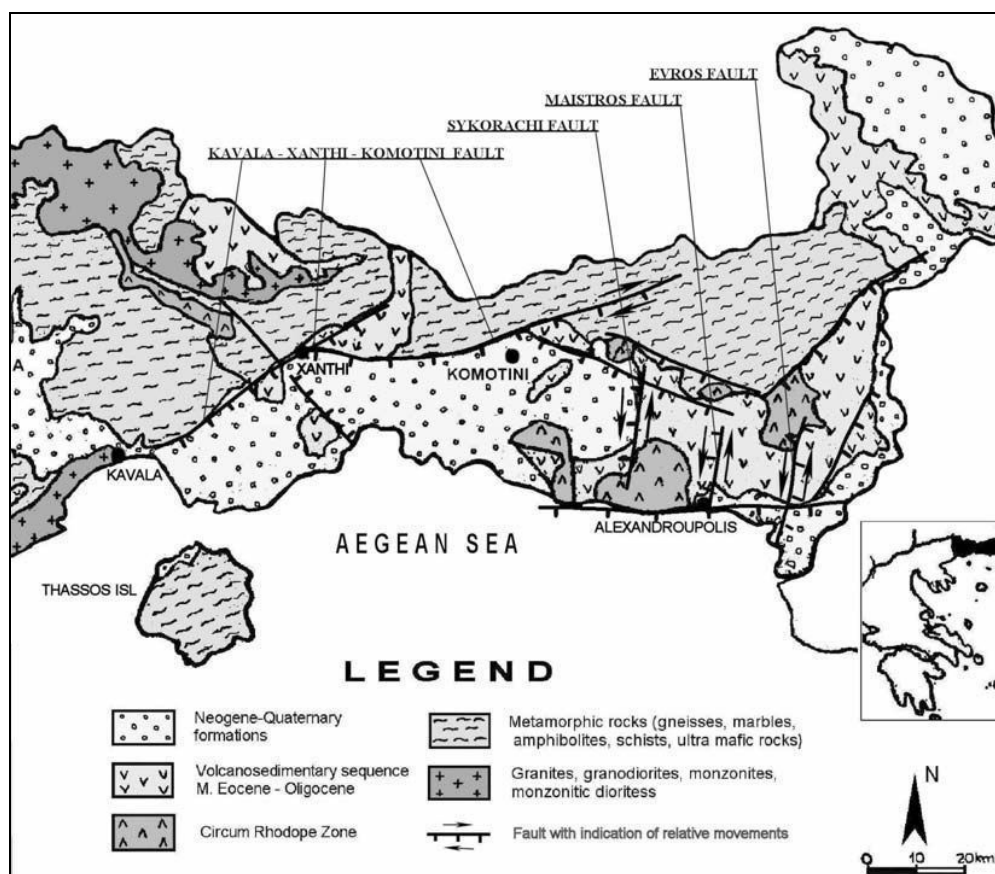 EVROS FAULT
MAISTROS FAULT
SYKORACHI FAULT
KAVALA - XANTHI - KOMOTINI FAULT
A
XANTHI
KOMOTINI
KAVALA
ALEXANDROUPOLIS
AEGEAN SEA
THASSOS ISL
LEGEND
Neogene-Quaternary
formations
Volcanosedimentary sequence
M. Eocene - Oligocene
Circum Rhodope Zone
Metamorphic rocks (gneisses, marbles,
amphibolites, schists, ultra mafic rocks)
Granites, granodiorites, monzonites,
monzonitic dioritess
Fault with indication of relative movements
N
0 10 20km